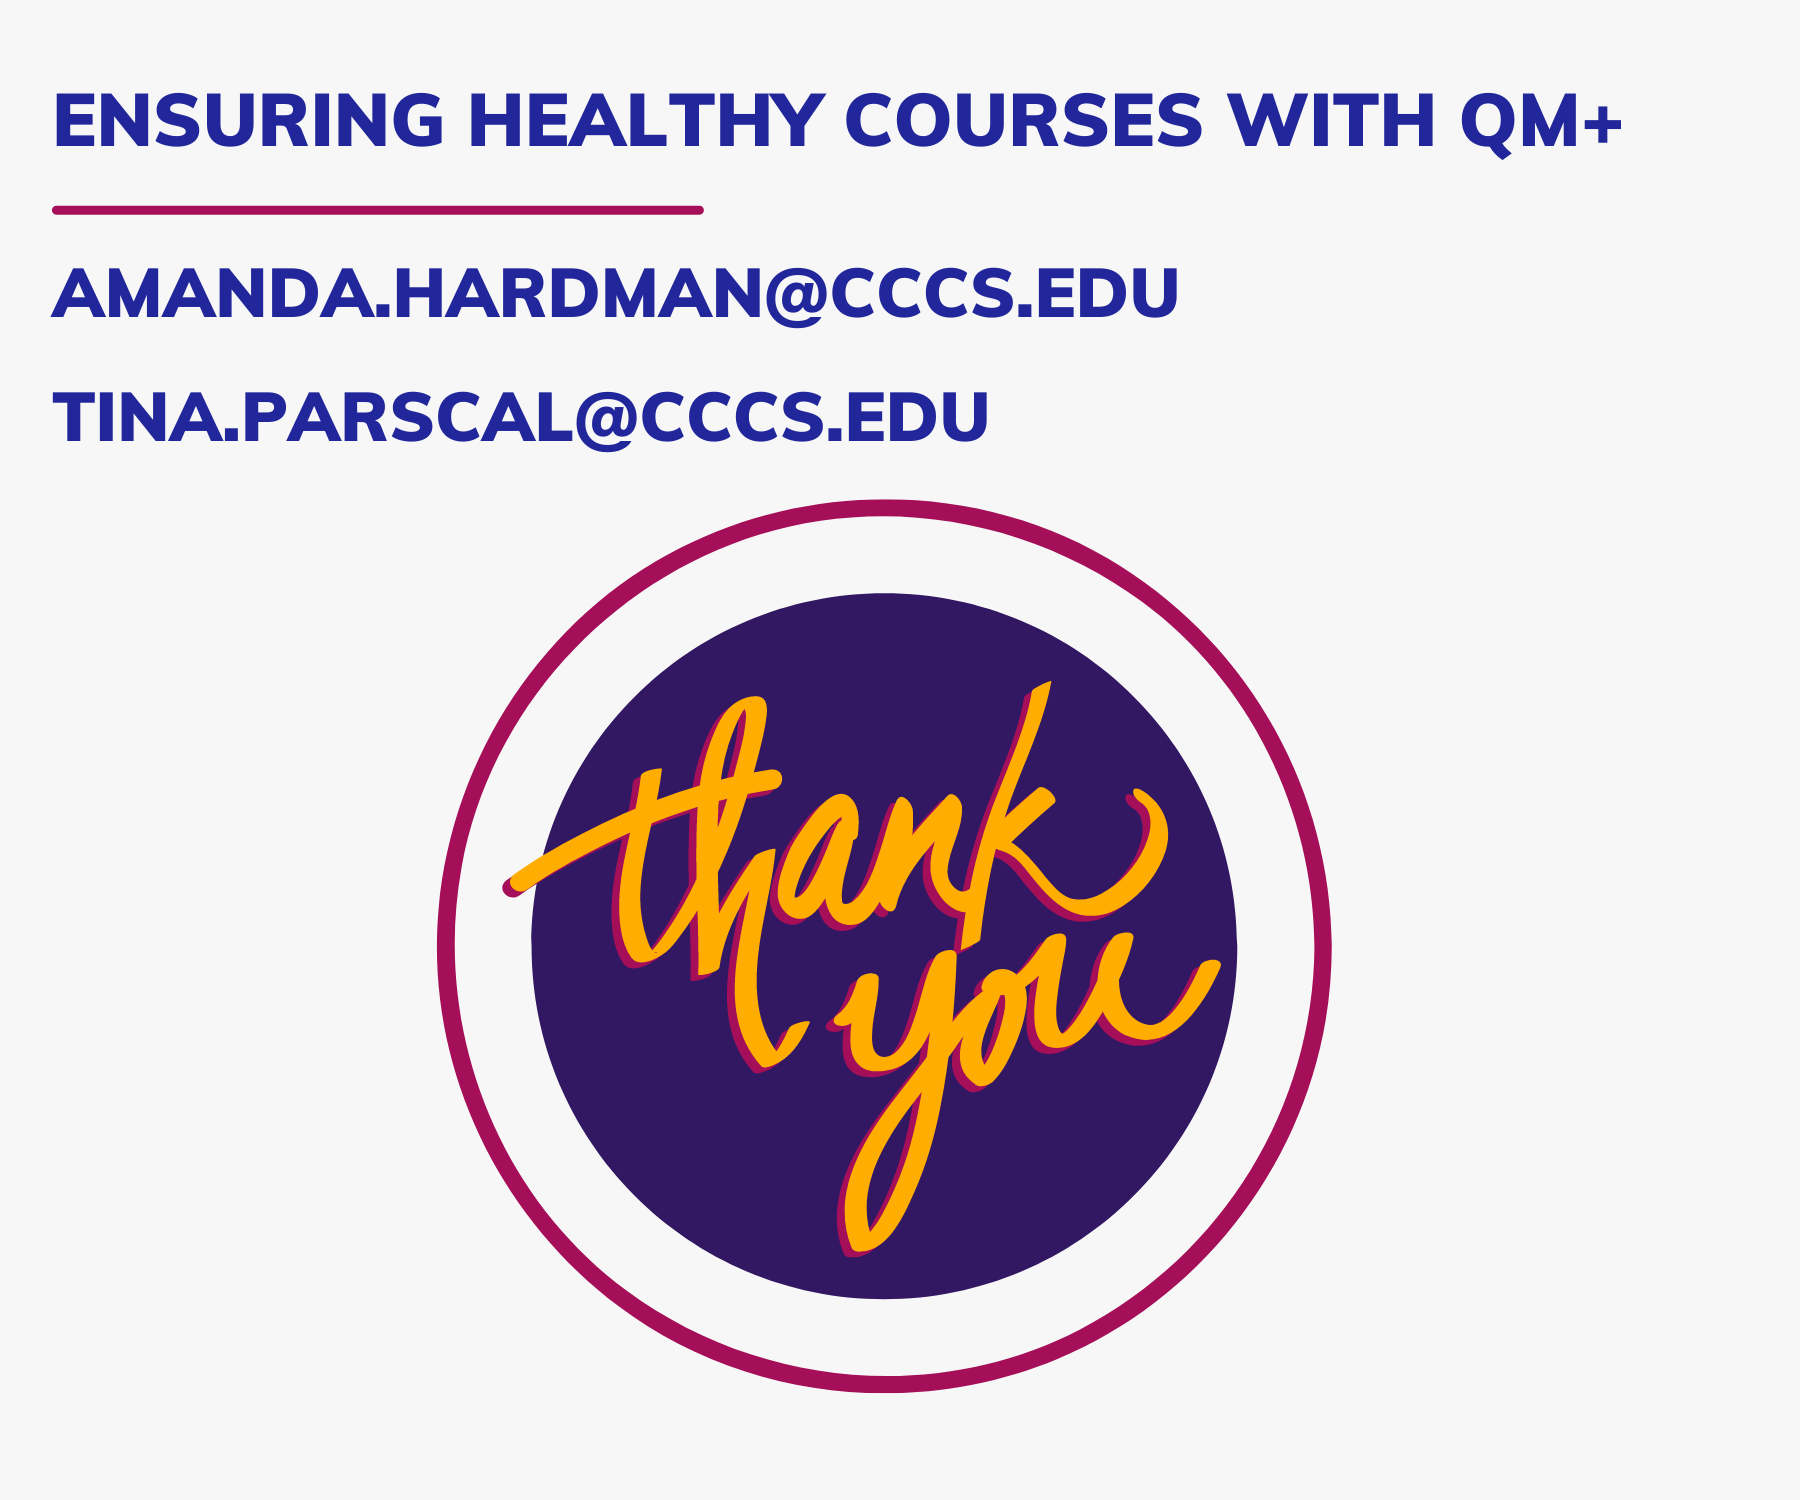 ENSURING HEALTHY COURSES WITH QM+
AMANDA.HARDMAN@CCCS.EDU
TINA.PARSCAL@CCCS.EDU
thank
you